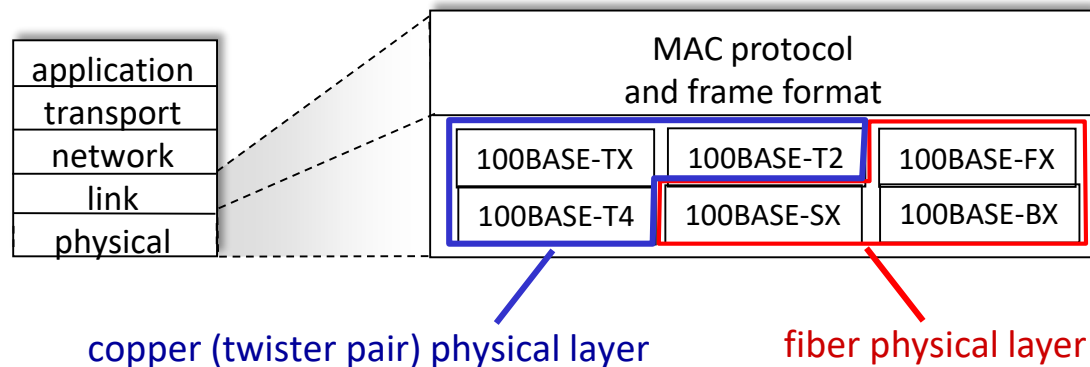 application
transport
network
link
physical
MAC protocol
and frame format
100BASE-TX
100BASE-T2
100BASE-FX
100BASE-T4
100BASE-SX
100BASE-BX
copper (twister pair) physical layer
fiber physical layer